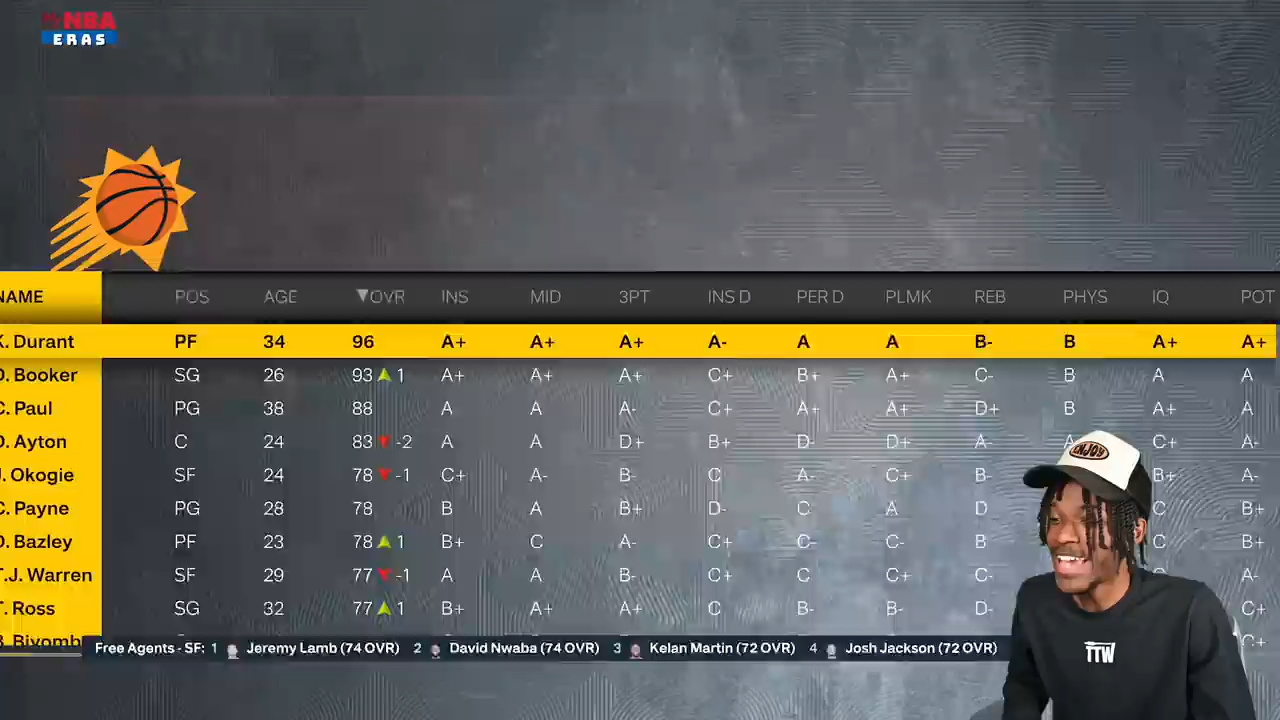 NBA
ERAS
NAME POS AGE ▼OVR INS MID 3PT INS D PER D PLMK REB PHYS IQ POT
K. Durant PF 34 96 A+ A+ A+ A- A A B- B A+ A+
D. Booker SG 26 93 1 A+ A+ A+ C+ B+ A+ C- B A A
C. Paul PG 38 88 A A A- C+ A+ A+ D+ B A+ A
D. Ayton C 24 83 -2 A A D+ B+ D- D+ A- A C+ A-
J. Okogie SF 24 78 -1 C+ A- B- C A- C+ B- B+ A-
C. Payne PG 28 78 B A B+ D- C A D C B+
D. Bazley PF 23 78 1 B+ C A- C+ C- C- B C B+
T.J. Warren SF 29 77 -1 A A B- C+ C C+ C- A-
T. Ross SG 32 77 1 B+ A+ A+ C B- B- D- C+
B. Biyomb C+
Free Agents - SF: 1 Jeremy Lamb (74 OVR) 2 David Nwaba (74 OVR) 3 Kelan Martin (72 OVR) 4 Josh Jackson (72 OVR)
ENJOY
TTW